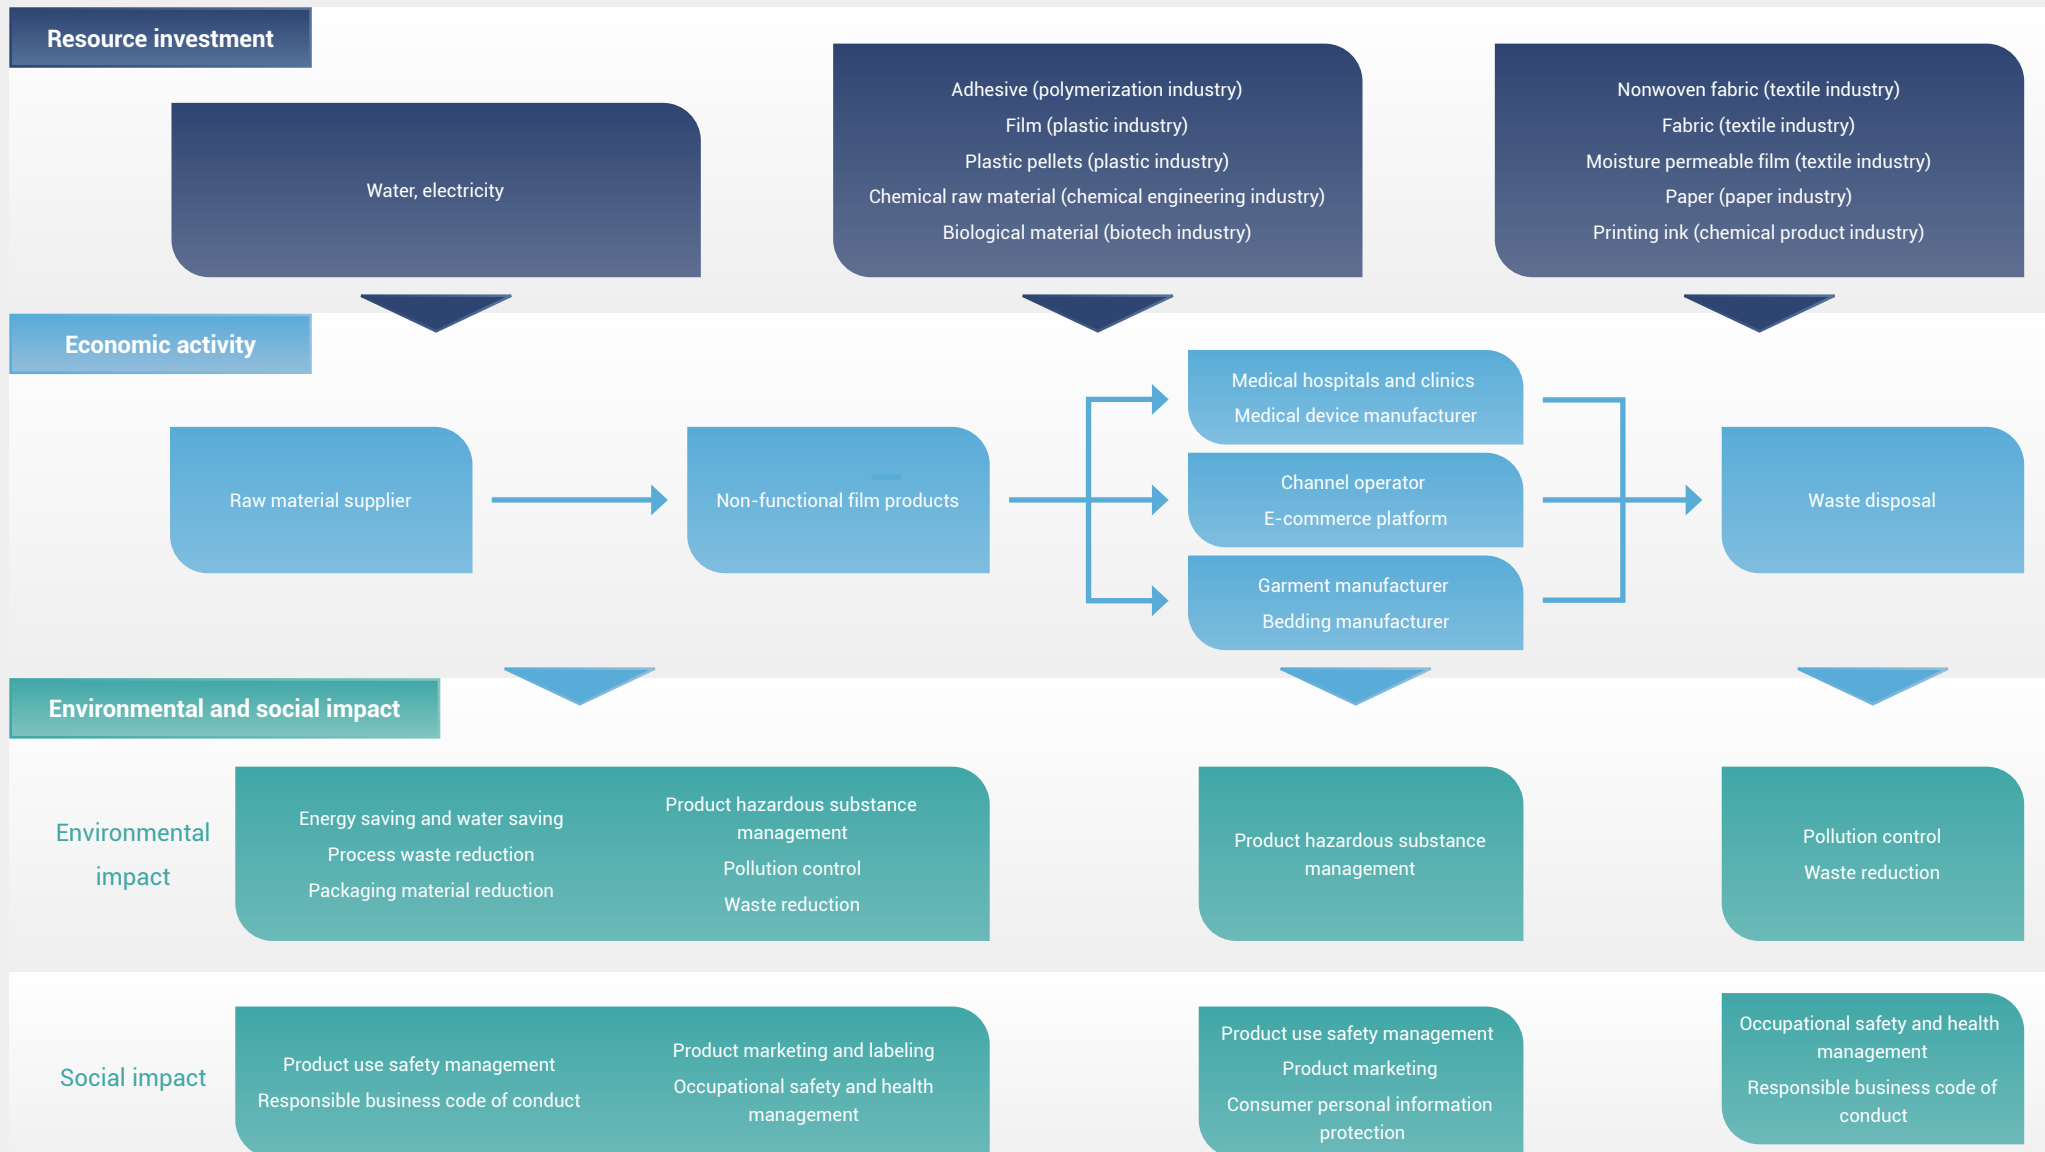 Resource investment
Water, electricity
Adhesive (polymerization industry)
Film (plastic industry)
Plastic pellets (plastic industry)
Chemical raw material (chemical engineering industry)
Biological material (biotech industry)
Nonwoven fabric (textile industry)
Fabric (textile industry)
Moisture permeable film (textile industry)
Paper (paper industry)
Printing ink (chemical product industry)
Economic activity
Raw material supplier
Non-functional film products
Medical hospitals and clinics
Medical device manufacturer
Channel operator
E-commerce platform
Garment manufacturer
Bedding manufacturer
Waste disposal
Environmental and social impact
Environmental
impact
Energy saving and water saving
Process waste reduction
Packaging material reduction
Product hazardous substance
management
Pollution control
Waste reduction
Product hazardous substance
management
Pollution control
Waste reduction
Social impact
Product use safety management
Responsible business code of conduct
Product marketing and labeling
Occupational safety and health
management
Product use safety management
Product marketing
Consumer personal information
protection
Occupational safety and health
management
Responsible business code of
conduct